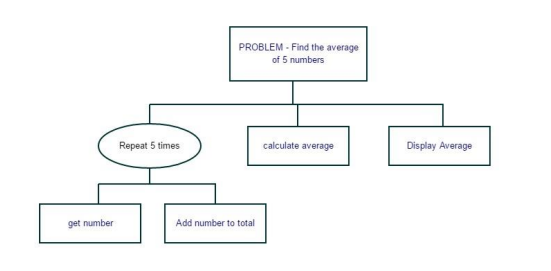 PROBLEM - Find the average
of 5 numbers
Repeat 5 times
calculate average
Display Average
get number
Add number to total